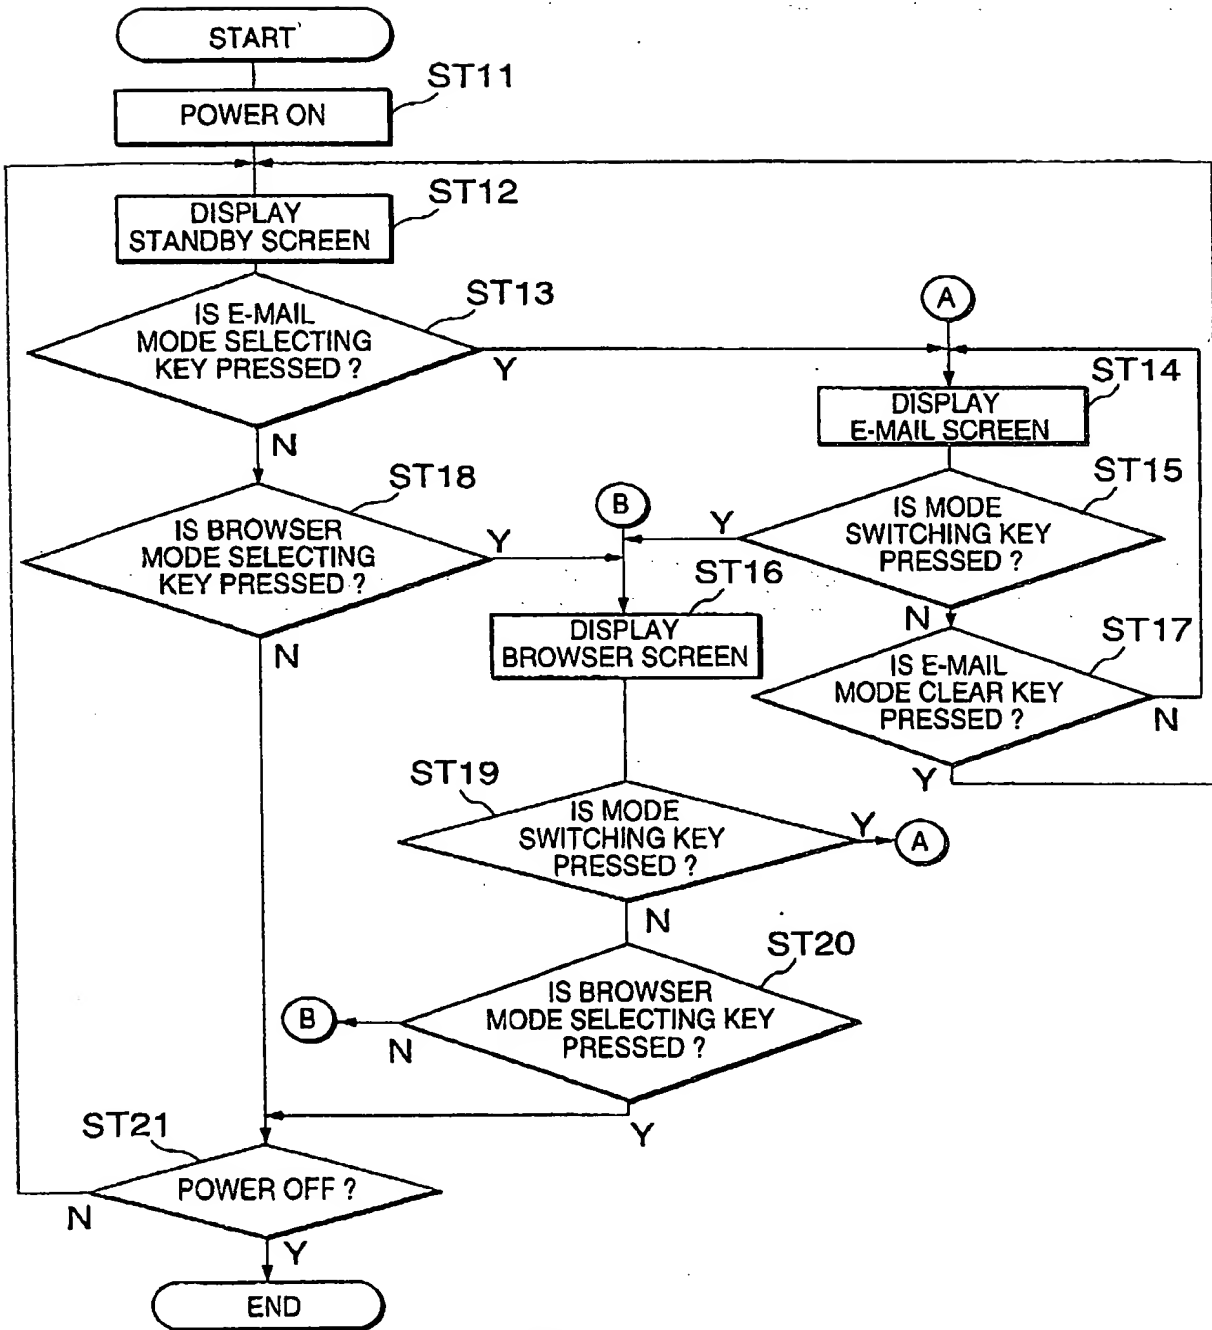 START
ST11
POWER ON
ST12
DISPLAY
STANDBY SCREEN
ST13
IS E-MAIL
MODE SELECTING
KEY PRESSED ?
Y
N
A
ST14
DISPLAY
E-MAIL SCREEN
ST15
IS MODE
SWITCHING KEY
PRESSED ?
Y
N
ST18
IS BROWSER
MODE SELECTING
KEY PRESSED ?
Y
N
B
ST16
DISPLAY
BROWSER SCREEN
ST17
IS E-MAIL
MODE CLEAR KEY
PRESSED ?
N
Y
ST19
IS MODE
SWITCHING KEY
PRESSED ?
Y
A
N
ST20
IS BROWSER
MODE SELECTING KEY
PRESSED ?
B
N
Y
ST21
POWER OFF ?
N
Y
END